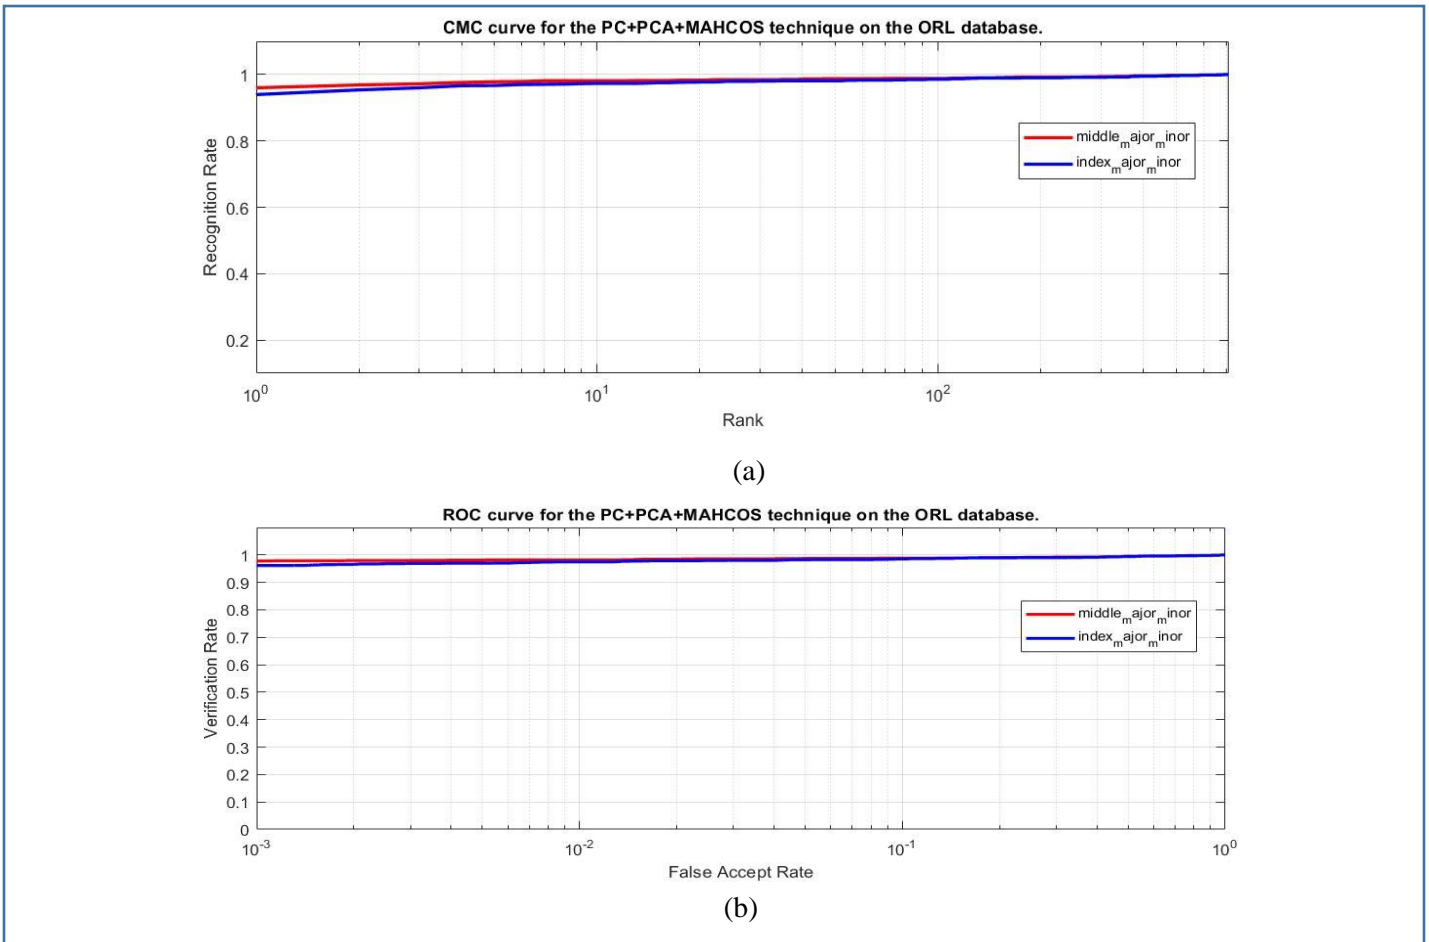 CMC curve for the PC+PCA+MAHCOS technique on the ORL database.
1
0.8
0.6
0.4
0.2
Recognition Rate
middle_major_minor
index_major_minor
10^0
10^1
10^2
Rank
(a)
ROC curve for the PC+PCA+MAHCOS technique on the ORL database.
1
0.9
0.8
0.7
0.6
0.5
0.4
0.3
0.2
0.1
0
Verification Rate
middle_major_minor
index_major_minor
10^-3
10^-2
10^-1
10^0
False Accept Rate
(b)